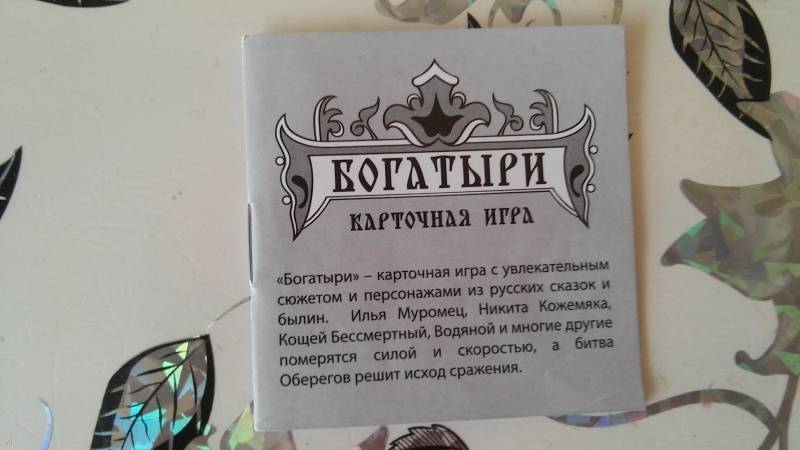 БОГАТЫРИ
КАРТОЧНАЯ ИГРА
«Богатыри» – карточная игра с увлекательным
сюжетом и персонажами из русских сказок и
былин. Илья Муромец, Никита Кожемяка,
Кощей Бессмертный, Водяной и многие другие
померятся силой и скоростью, а битва
Оберегов решит исход сражения.